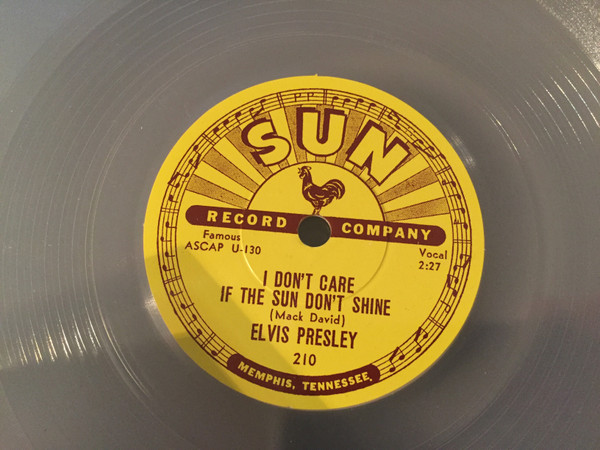 SUN
RECORD COMPANY
Famous
ASCAP U-130
Vocal
2:27
I DON'T CARE
IF THE SUN DON'T SHINE
(Mack David)
ELVIS PRESLEY
210
MEMPHIS, TENNESSEE